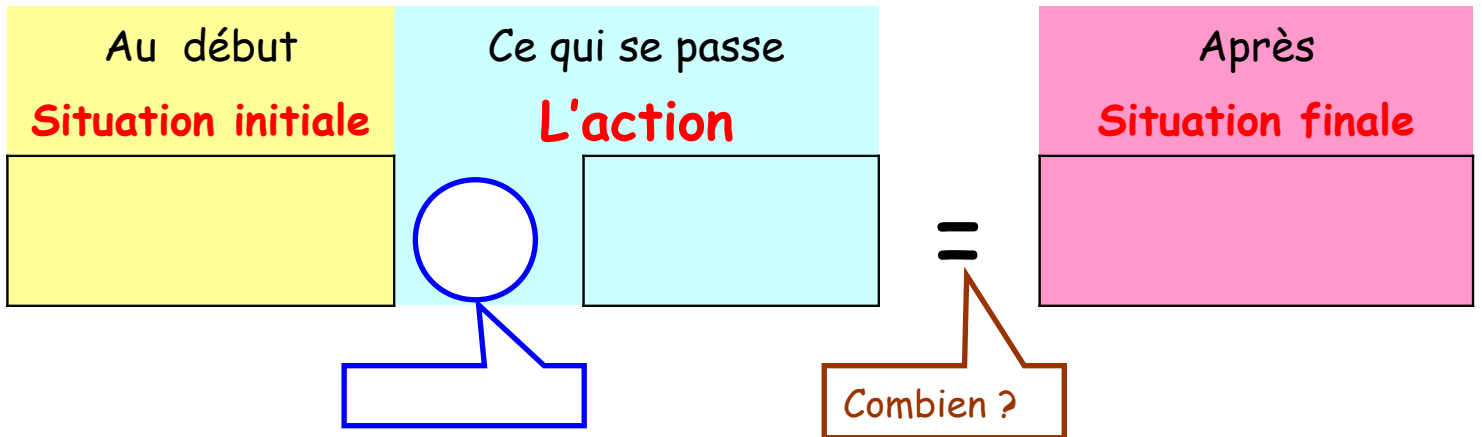 Au début
Situation initiale
Ce qui se passe
L'action
=
Après
Situation finale
Combien ?